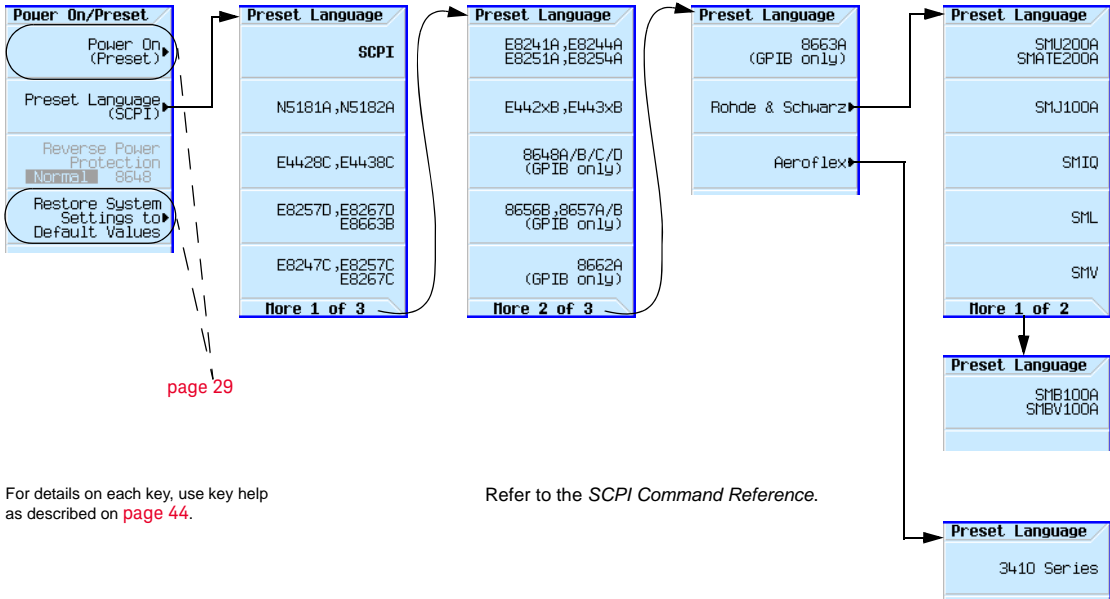 Power On/Preset
Power On
(Preset)
Preset Language
(SCPI)
Reverse Power
Protection
Normal 8648
Restore System
Settings to
Default Values
Preset Language
SCPI
N5181A,N5182A
E4428C,E4438C
E8257D,E8267D
E8663B
E8247C,E8257C
E8267C
More 1 of 3
Preset Language
E8241A,E8244A
E8251A,E8254A
E442xB,E443xB
8648A/B/C/D
(GPIB only)
8656B,8657A/B
(GPIB only)
8662A
(GPIB only)
More 2 of 3
Preset Language
8663A
(GPIB only)
Rohde & Schwarz
Aeroflex
Preset Language
SMU200A
SMATE200A
SMJ100A
SMIQ
SML
SMV
More 1 of 2
Preset Language
SMB100A
SMBV100A
page 29
For details on each key, use key help
as described on page 44.
Refer to the SCPI Command Reference.
Preset Language
3410 Series